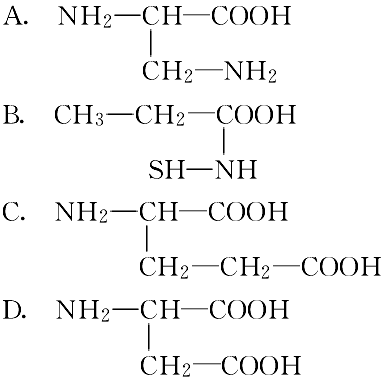 A. NH₂—CH—COOH
CH₂—NH₂
B. CH₃—CH₂—COOH
SH—NH
C. NH₂—CH—COOH
CH₂—CH₂—COOH
D. NH₂—CH—COOH
CH₂—COOH